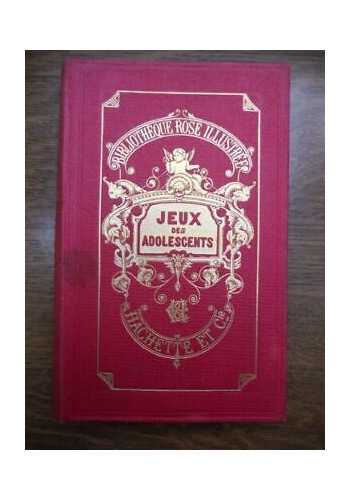 BIBLIOTHÈQUE ROSE ILLUSTRÉE
JEUX
DES
ADOLESCENTS
HACHETTE ET Cie